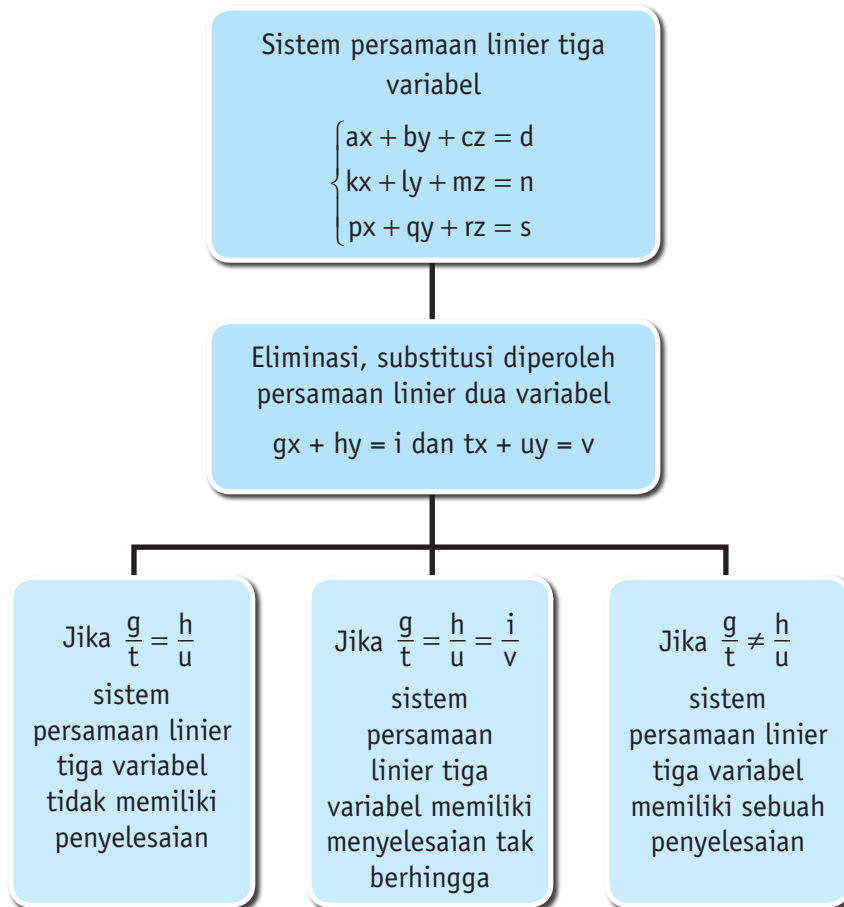 Sistem persamaan linier tiga
variabel
ax + by + cz = d
kx + ly + mz = n
px + qy + rz = s
Eliminasi, substitusi diperoleh
persamaan linier dua variabel
gx + hy = i dan tx + uy = v
Jika g/t = h/u
sistem
persamaan linier
tiga variabel
tidak memiliki
penyelesaian
Jika g/t = h/u = i/v
sistem
persamaan
linier tiga
variabel memiliki
menyelesaian tak
berhingga
Jika g/t ≠ h/u
sistem
persamaan linier
tiga variabel
memiliki sebuah
penyelesaian